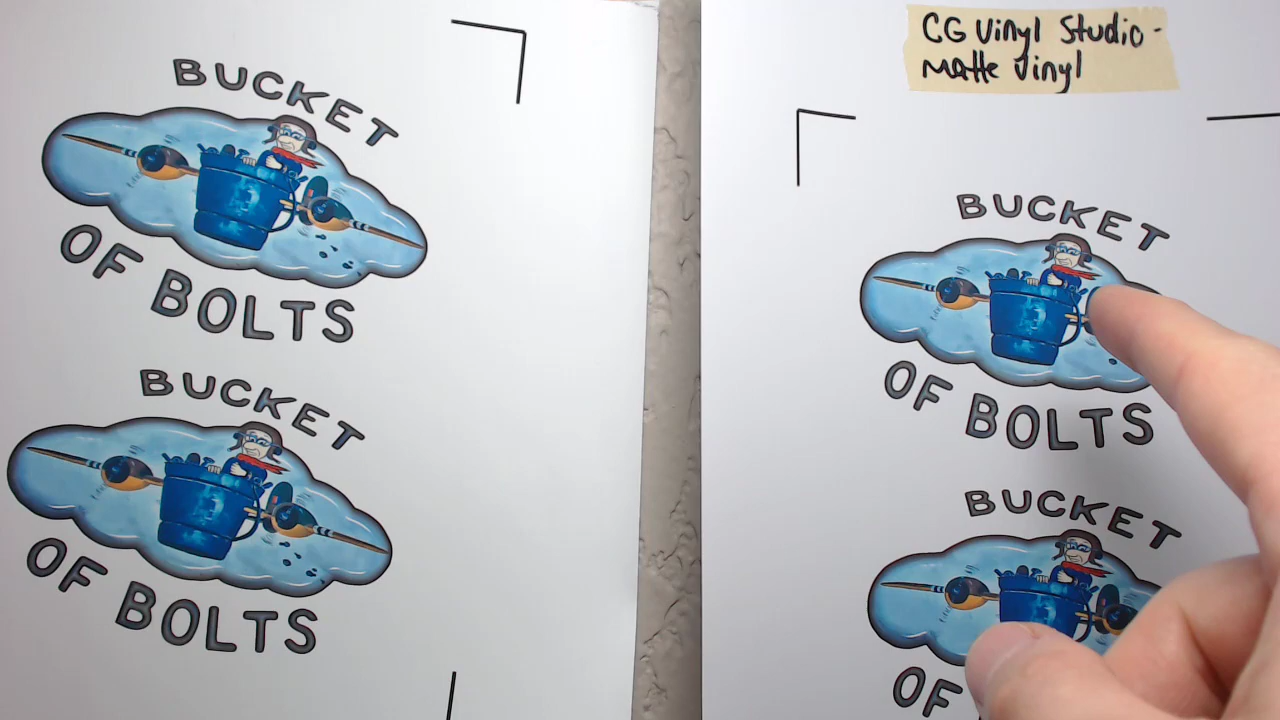 BUCKET
OF BOLTS
BUCKET
OF BOLTS
CG Vinyl Studio-
Matte Vinyl
BUCKET
OF BOLTS
BUCKET
OF